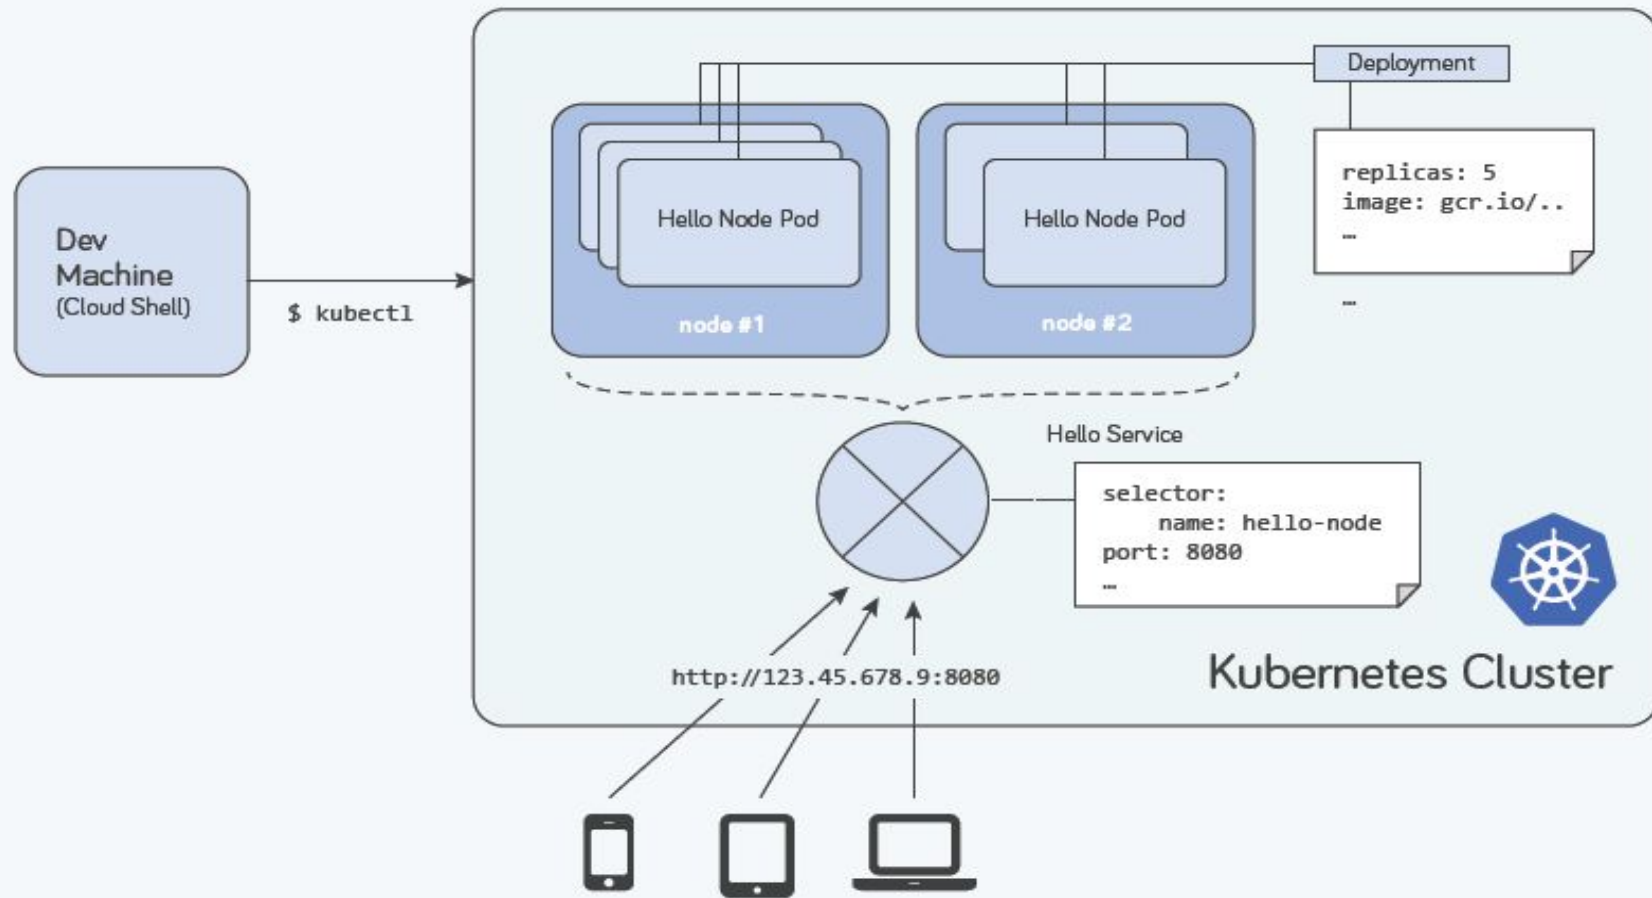 Deployment
replicas: 5
image: gcr.io/..
…
…
Hello Node Pod
node #1
Hello Node Pod
node #2
Dev
Machine
(Cloud Shell)
$ kubectl
Hello Service
selector:
    name: hello-node
port: 8080
…
http://123.45.678.9:8080
Kubernetes Cluster